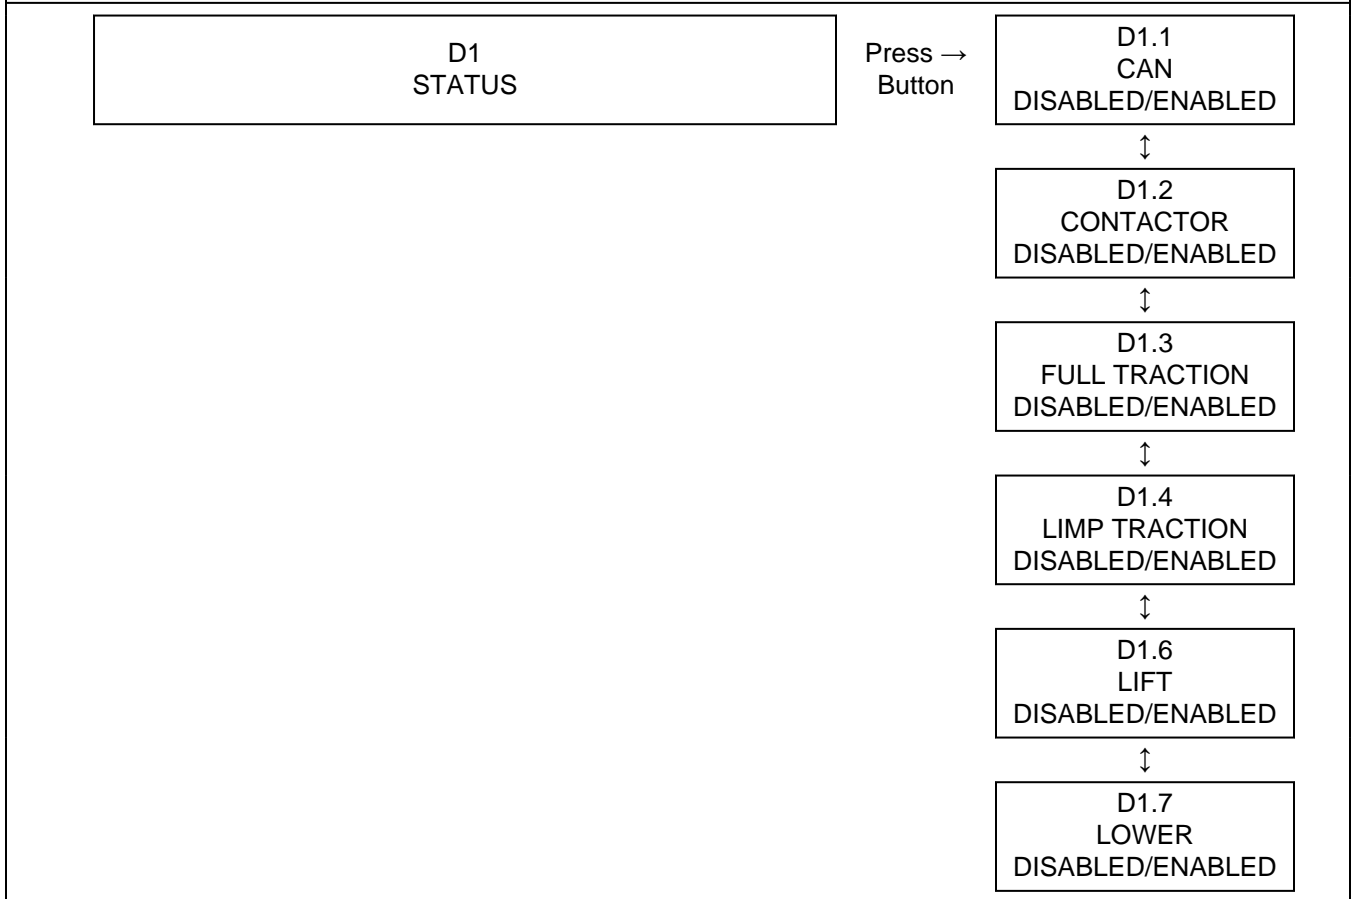 D1
STATUS
Press →
Button
D1.1
CAN
DISABLED/ENABLED
↕
D1.2
CONTACTOR
DISABLED/ENABLED
↕
D1.3
FULL TRACTION
DISABLED/ENABLED
↕
D1.4
LIMP TRACTION
DISABLED/ENABLED
↕
D1.6
LIFT
DISABLED/ENABLED
↕
D1.7
LOWER
DISABLED/ENABLED